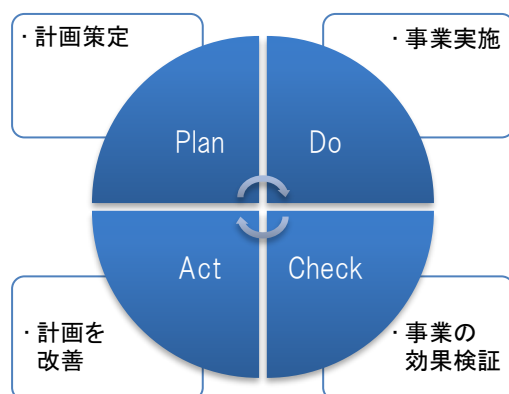 ・計画策定
・事業実施
Plan
Do
Act
Check
・計画を
改善
・事業の
効果検証